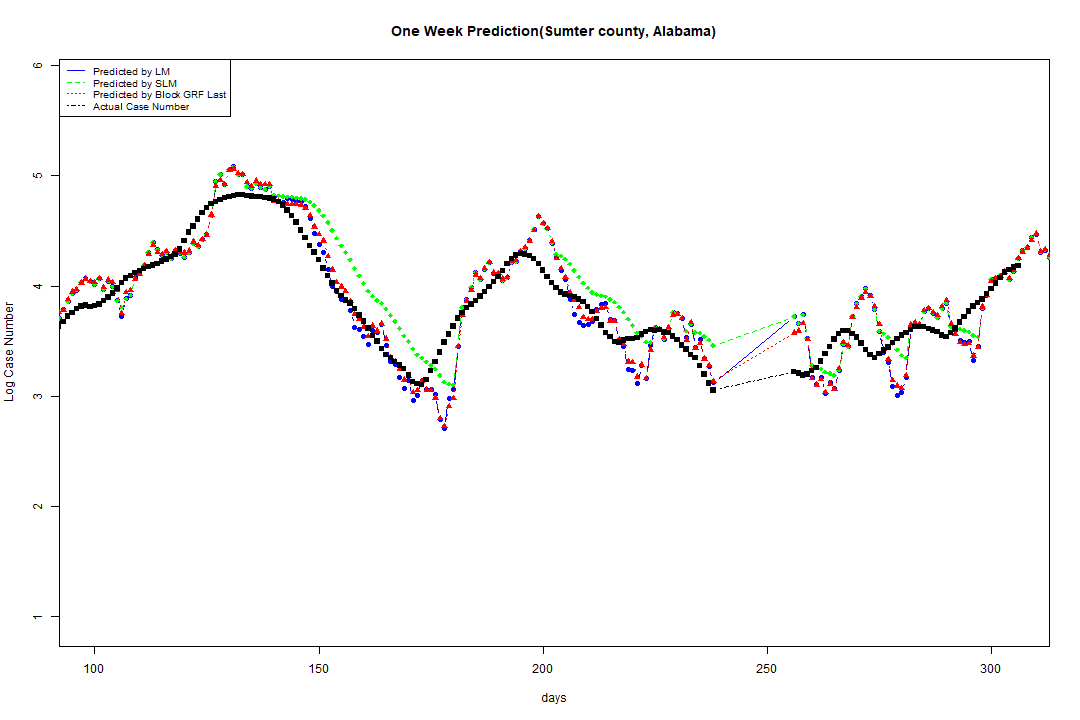 One Week Prediction(Sumter county, Alabama)
Predicted by LM
Predicted by SLM
Predicted by Block GRF Last
Actual Case Number
Log Case Number
6
5
4
3
2
1
100 150 200 250 300
days